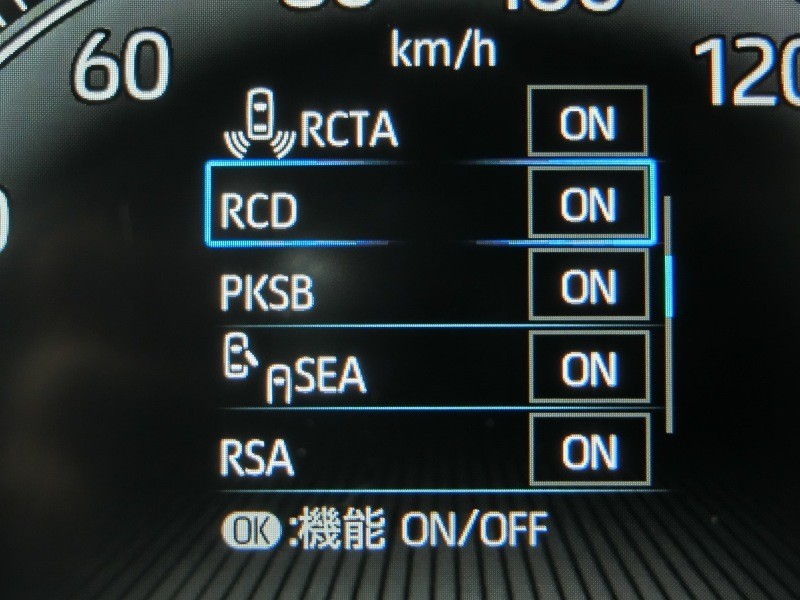 60
km/h
120
RCTA ON
RCD ON
PKSB ON
SEA ON
RSA ON
OK:機能 ON/OFF